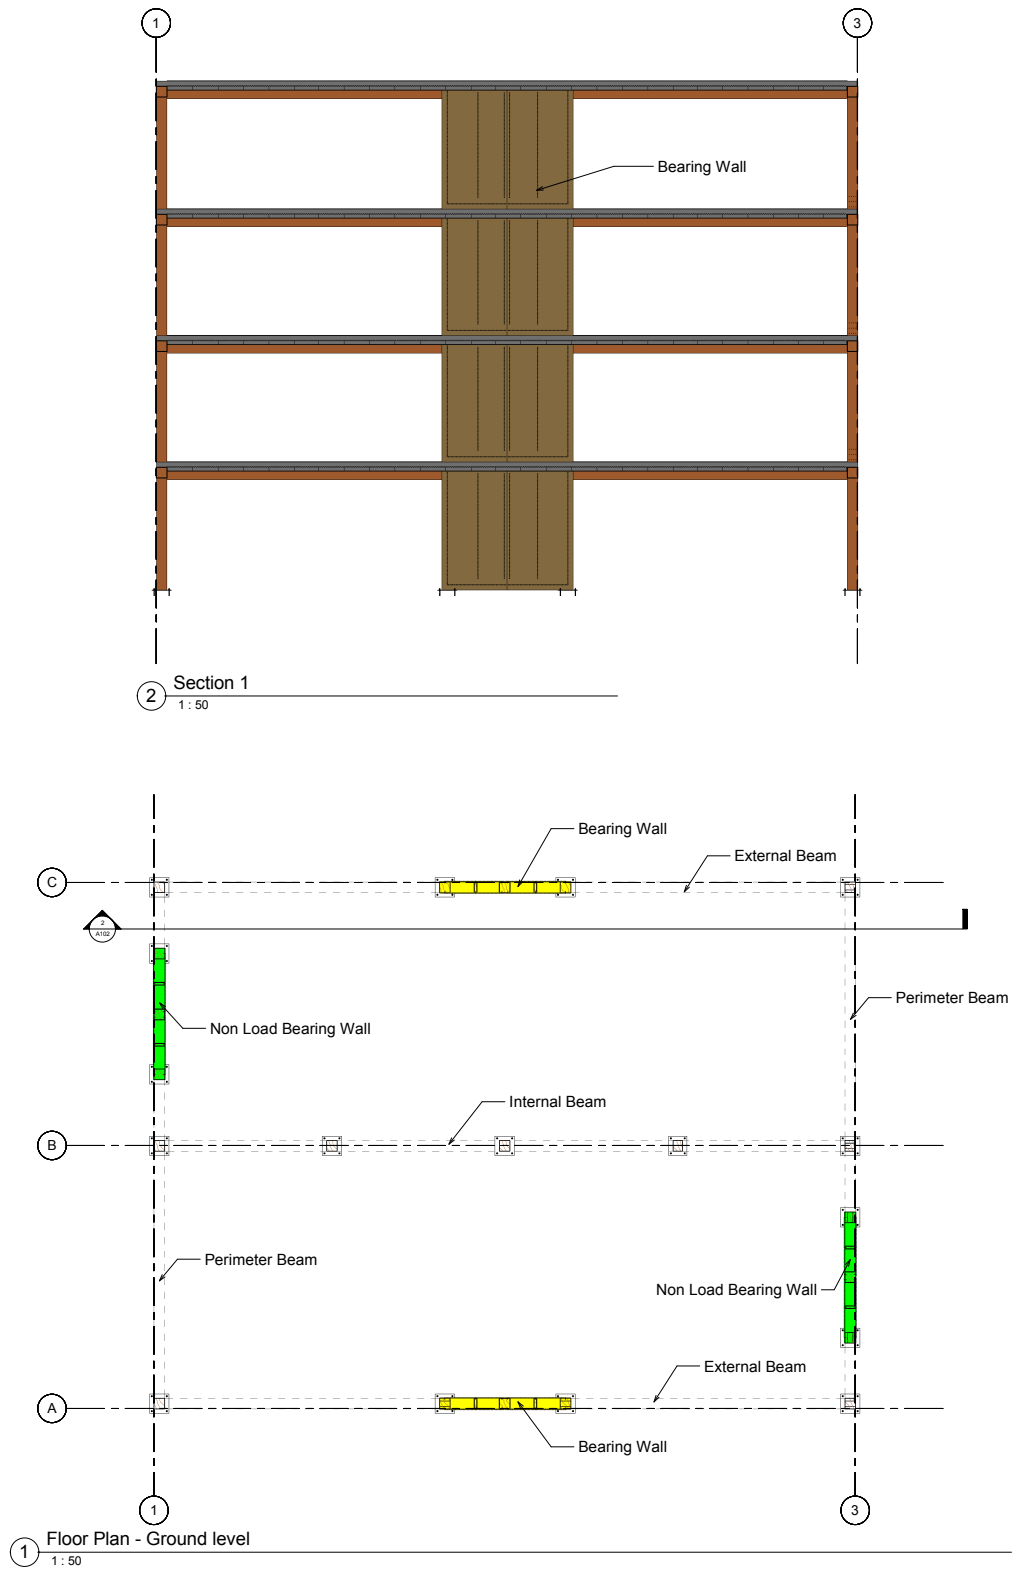 1
3
Bearing Wall
2
Section 1
1 : 50
Bearing Wall
External Beam
C
2
A102
Perimeter Beam
Non Load Bearing Wall
Internal Beam
B
Perimeter Beam
Non Load Bearing Wall
External Beam
A
Bearing Wall
1
3
1
Floor Plan - Ground level
1 : 50